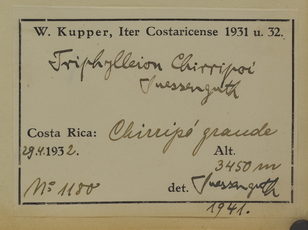 W. Kupper, Iter Costaricense 1931 u. 32.
Triphylleion Chirripoi
Suessenguth
Costa Rica: Chirripé grande
29.4.1932. Alt.
3450 m
No 1180 det. Suessenguth
1941.